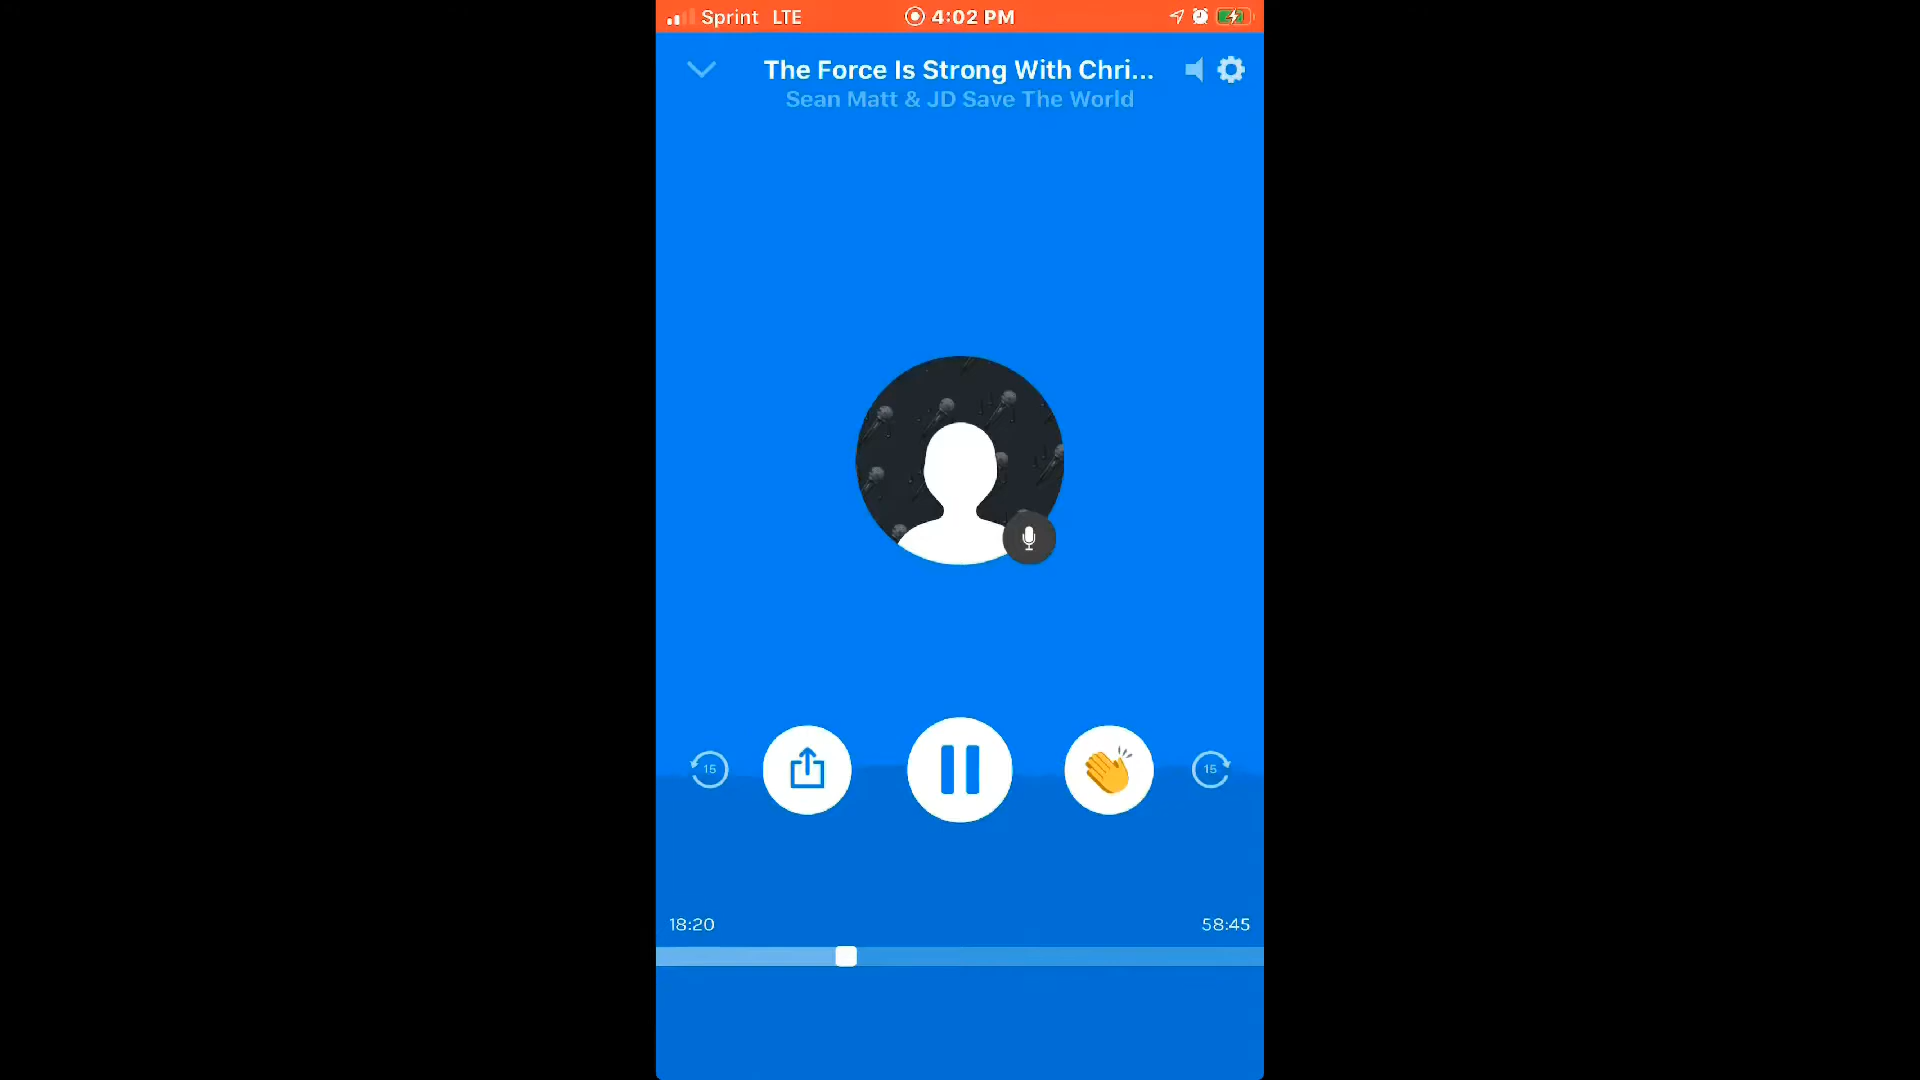 Sprint LTE 4:02 PM
The Force Is Strong With Chri...
Sean Matt & JD Save The World
15 15
18:20 58:45